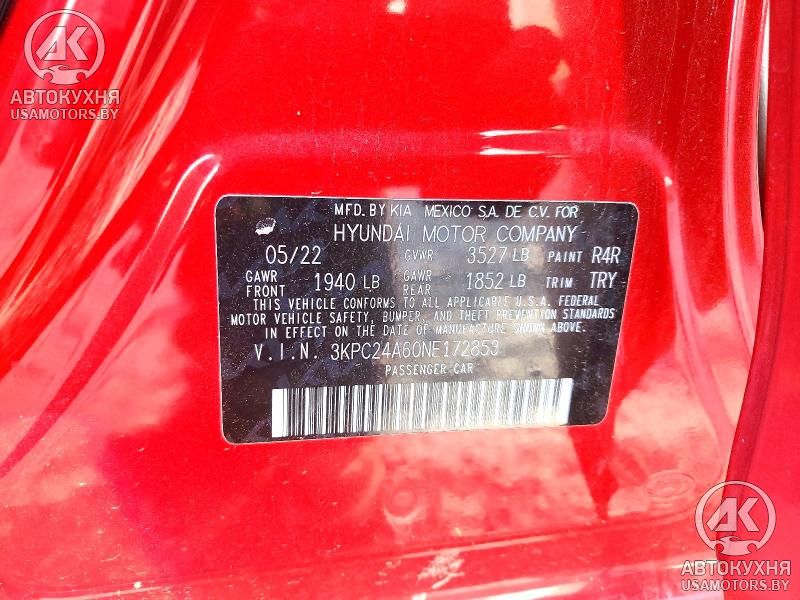 AK
АВТОКУХНЯ
USAMOTORS.BY
MFD. BY KIA MEXICO S.A. DE C.V. FOR
HYUNDAI MOTOR COMPANY
05/22 GVWR 3527 LB PAINT R4R
GAWR FRONT 1940 LB GAWR REAR 1852 LB TRIM TRY
THIS VEHICLE CONFORMS TO ALL APPLICABLE U.S.A. FEDERAL
MOTOR VEHICLE SAFETY, BUMPER, AND THEFT PREVENTION STANDARDS
IN EFFECT ON THE DATE OF MANUFACTURE SHOWN ABOVE.
V.I.N. 3KPC24A60NE172853
PASSENGER CAR
AK
АВТОКУХНЯ
USAMOTORS.BY